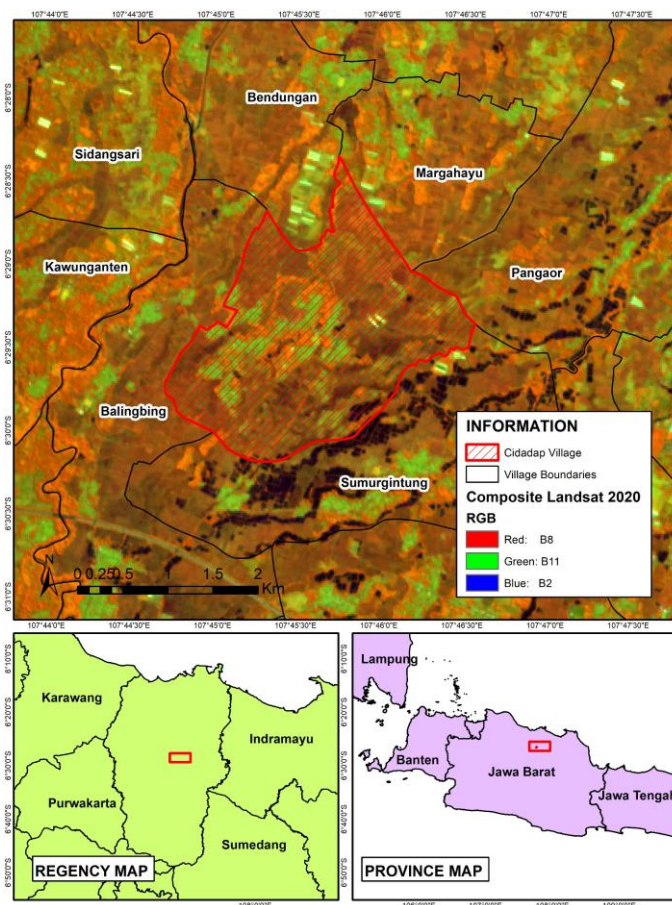 107°44'0"E 107°44'30"E 107°45'0"E 107°45'30"E 107°46'0"E 107°46'30"E 107°47'0"E 107°47'30"E
6°28'0"S
6°28'30"S
6°29'0"S
6°29'30"S
6°30'0"S
6°30'30"S
6°31'0"S
Bendungan
Sidangsari
Margahayu
Kawunganten
Pangaor
Balingbing
Sumurgintung
INFORMATION
Cidadap Village
Village Boundaries
Composite Landsat 2020
RGB
Red: B8
Green: B11
Blue: B2
N
0 0.25 0.5 1 1.5 2
Km
107°44'0"E 107°44'30"E 107°45'0"E 107°45'30"E 107°46'0"E 107°46'30"E 107°47'0"E 107°47'30"E
6°10'0"S
6°20'0"S
6°30'0"S
6°40'0"S
6°50'0"S
Karawang
Indramayu
Purwakarta
Sumedang
REGENCY MAP
Lampung
Banten
Jawa Barat
Jawa Tengah
PROVINCE MAP